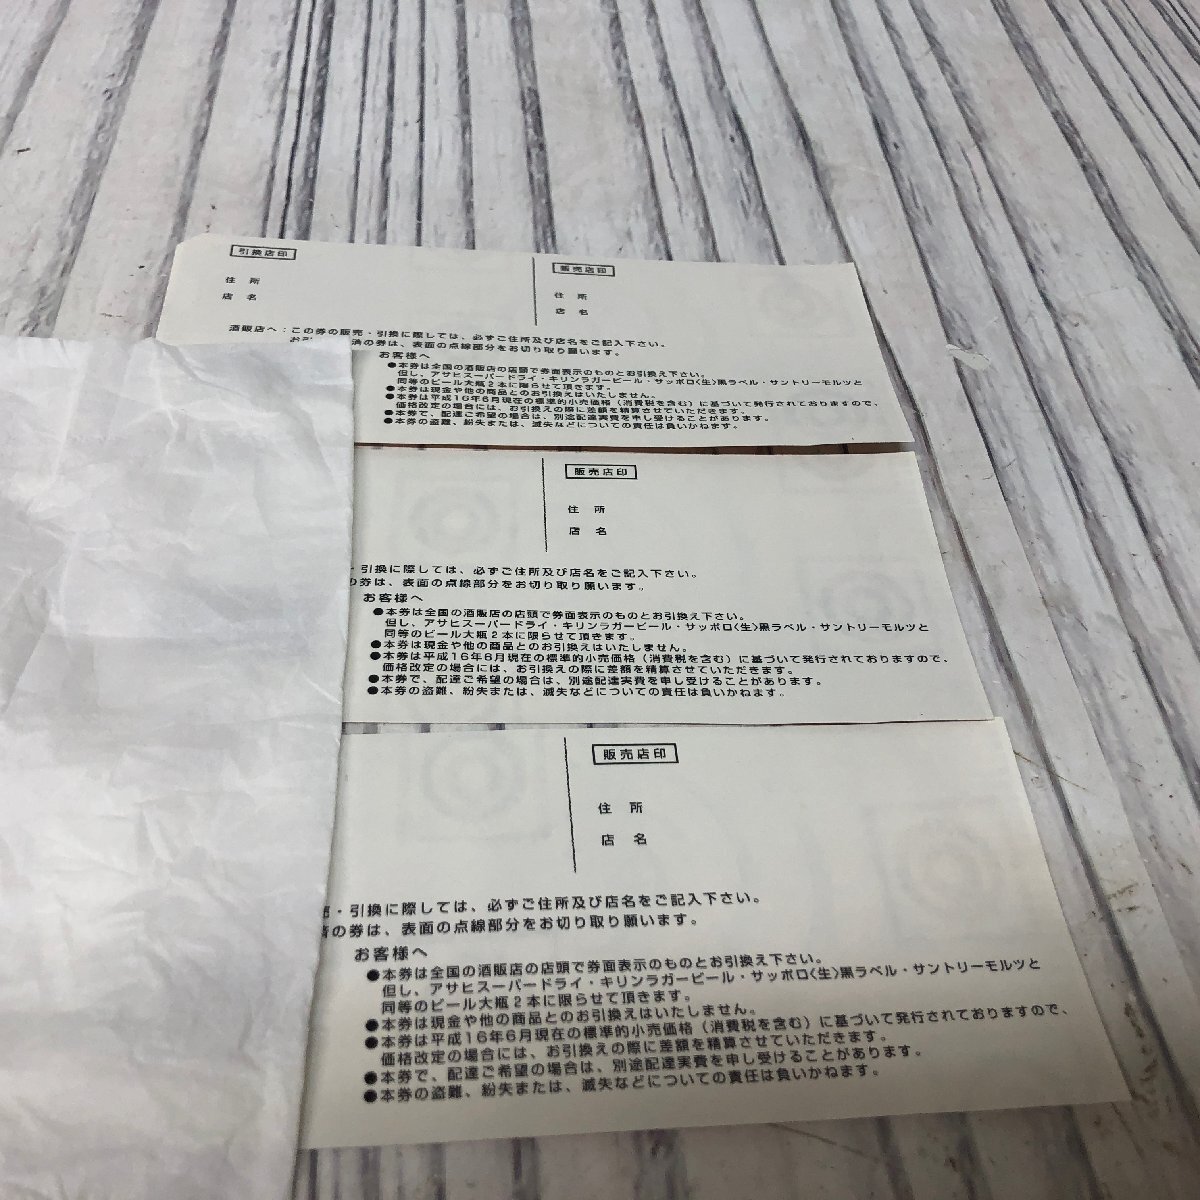 引換店印
住 所
店 名
販売店印
住 所
店 名
酒販店へ：この券の販売・引換に際しては、必ずご住所及び店名をご記入下さい。
お引 済の券は、表面の点線部分をお切り取り願います。
お客様へ
●本券は全国の酒販店の店頭で券面表示のものとお引換え下さい。
但し、アサヒスーパードライ・キリンラガービール・サッポロ〈生〉黒ラベル・サントリーモルツと
同等のビール大瓶2本に限らせて頂きます。
●本券は現金や他の商品とのお引換えはいたしません。
●本券は平成16年6月現在の標準的小売価格（消費税を含む）に基づいて発行されておりますので、
価格改定の場合には、お引換えの際に差額を精算させていただきます。
●本券で、配達ご希望の場合は、別途配達実費を申し受けることがあります。
●本券の盗難、紛失または、滅失などについての責任は負いかねます。
販売店印
住 所
店 名
・引換に際しては、必ずご住所及び店名をご記入下さい。
の券は、表面の点線部分をお切り取り願います。
お客様へ
●本券は全国の酒販店の店頭で券面表示のものとお引換え下さい。
但し、アサヒスーパードライ・キリンラガービール・サッポロ〈生〉黒ラベル・サントリーモルツと
同等のビール大瓶2本に限らせて頂きます。
●本券は現金や他の商品とのお引換えはいたしません。
●本券は平成16年6月現在の標準的小売価格（消費税を含む）に基づいて発行されておりますので、
価格改定の場合には、お引換えの際に差額を精算させていただきます。
●本券で、配達ご希望の場合は、別途配達実費を申し受けることがあります。
●本券の盗難、紛失または、滅失などについての責任は負いかねます。
販売店印
住 所
店 名
売・引換に際しては、必ずご住所及び店名をご記入下さい。
済の券は、表面の点線部分をお切り取り願います。
お客様へ
●本券は全国の酒販店の店頭で券面表示のものとお引換え下さい。
但し、アサヒスーパードライ・キリンラガービール・サッポロ〈生〉黒ラベル・サントリーモルツと
同等のビール大瓶2本に限らせて頂きます。
●本券は現金や他の商品とのお引換えはいたしません。
●本券は平成16年6月現在の標準的小売価格（消費税を含む）に基づいて発行されておりますので、
価格改定の場合には、お引換えの際に差額を精算させていただきます。
●本券で、配達ご希望の場合は、別途配達実費を申し受けることがあります。
●本券の盗難、紛失または、滅失などについての責任は負いかねます。